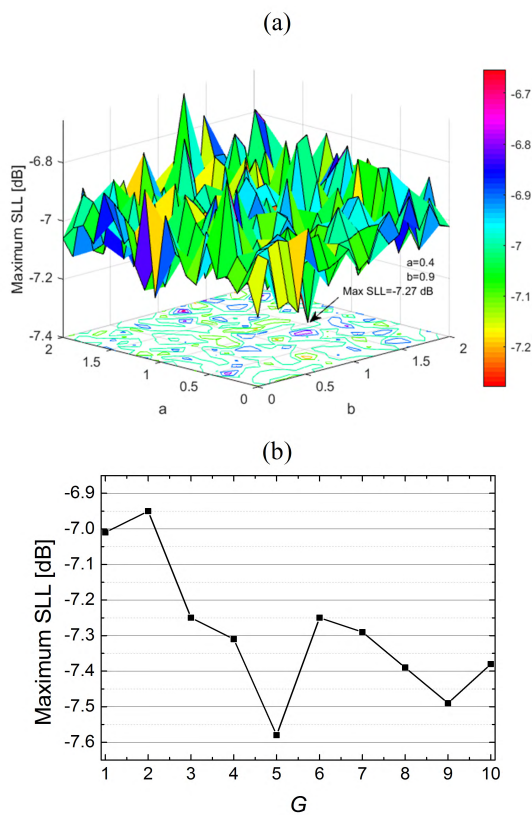 (a)
Maximum SLL [dB]
-6.8
-7
-7.2
-7.4
2
1.5
1
0.5
0
a
0
0.5
1
1.5
2
b
a=0.4
b=0.9
Max SLL=-7.27 dB
-6.7
-6.8
-6.9
-7
-7.1
-7.2
(b)
Maximum SLL [dB]
-6.9
-7.0
-7.1
-7.2
-7.3
-7.4
-7.5
-7.6
1 2 3 4 5 6 7 8 9 10
G